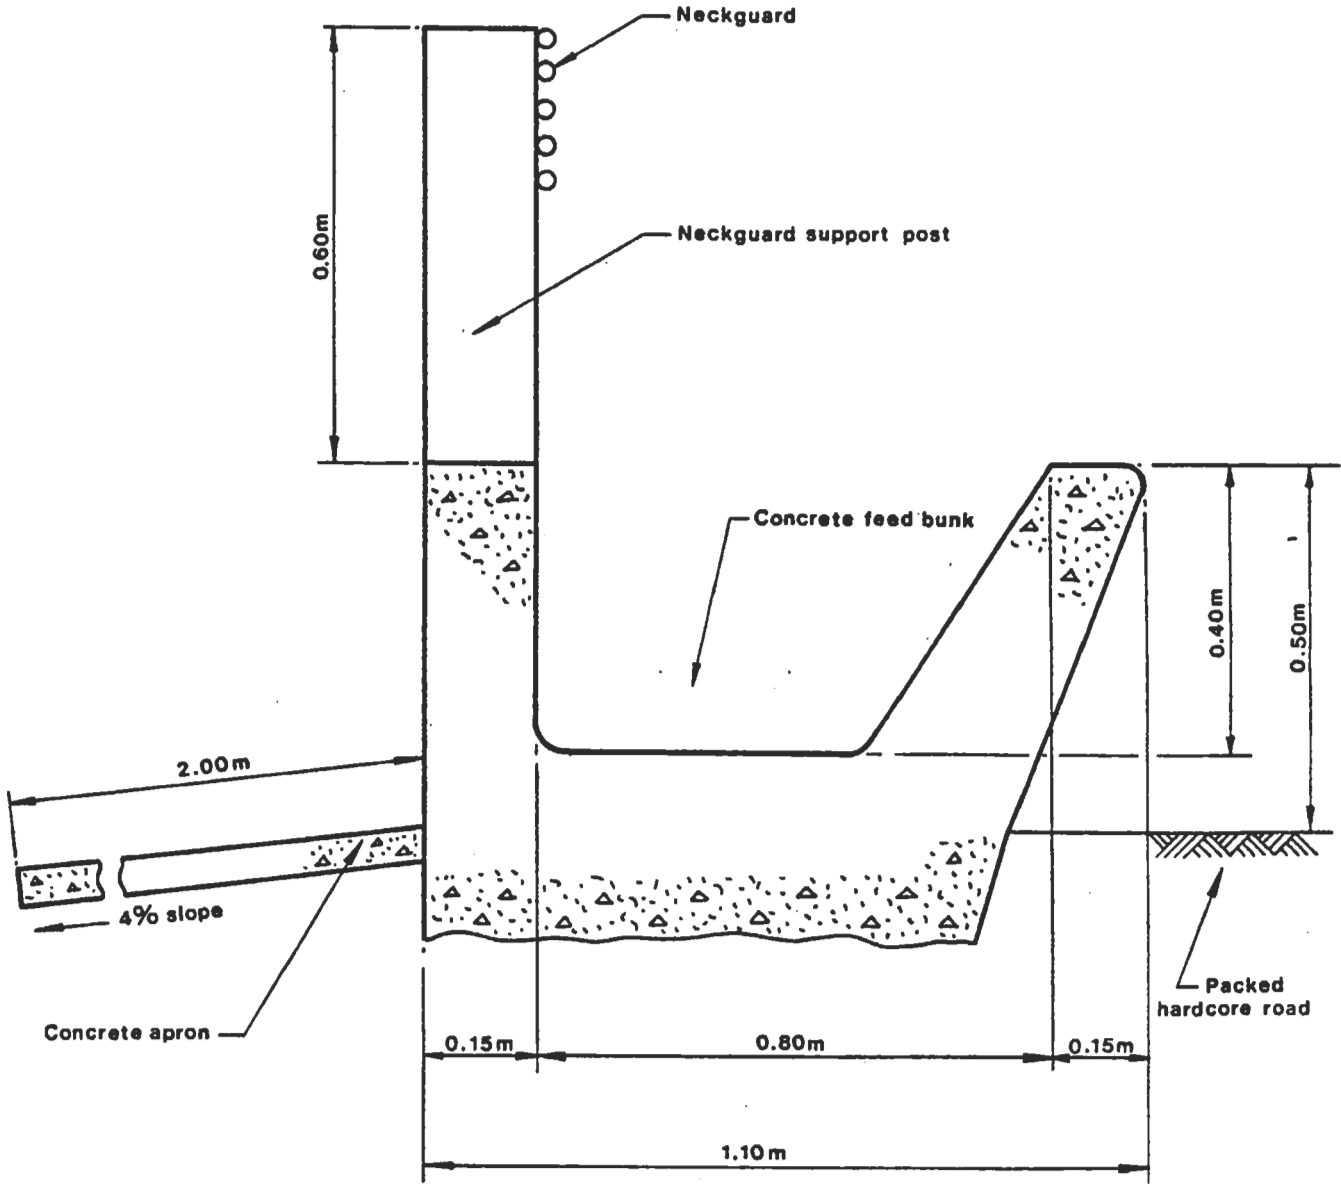 Neckguard
0.60m
Neckguard support post
Concrete feed bunk
0.40m
0.50m
2.00m
4% slope
Concrete apron
Packed
hardcore road
0.15m
0.80m
0.15m
1.10m